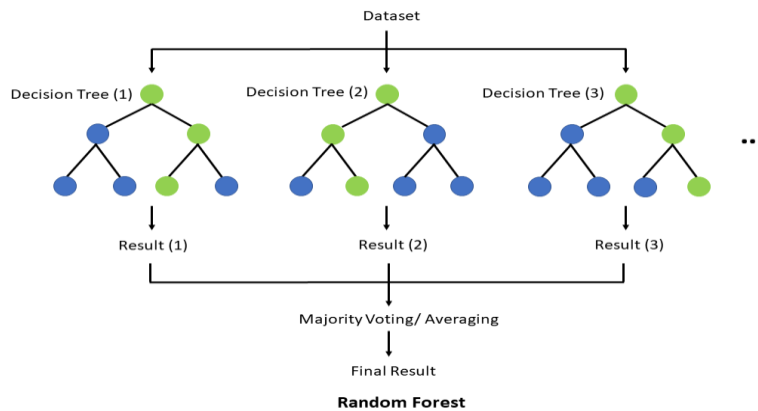 Dataset
Decision Tree (1)
Decision Tree (2)
Decision Tree (3)
..
Result (1)
Result (2)
Result (3)
Majority Voting/ Averaging
Final Result
Random Forest